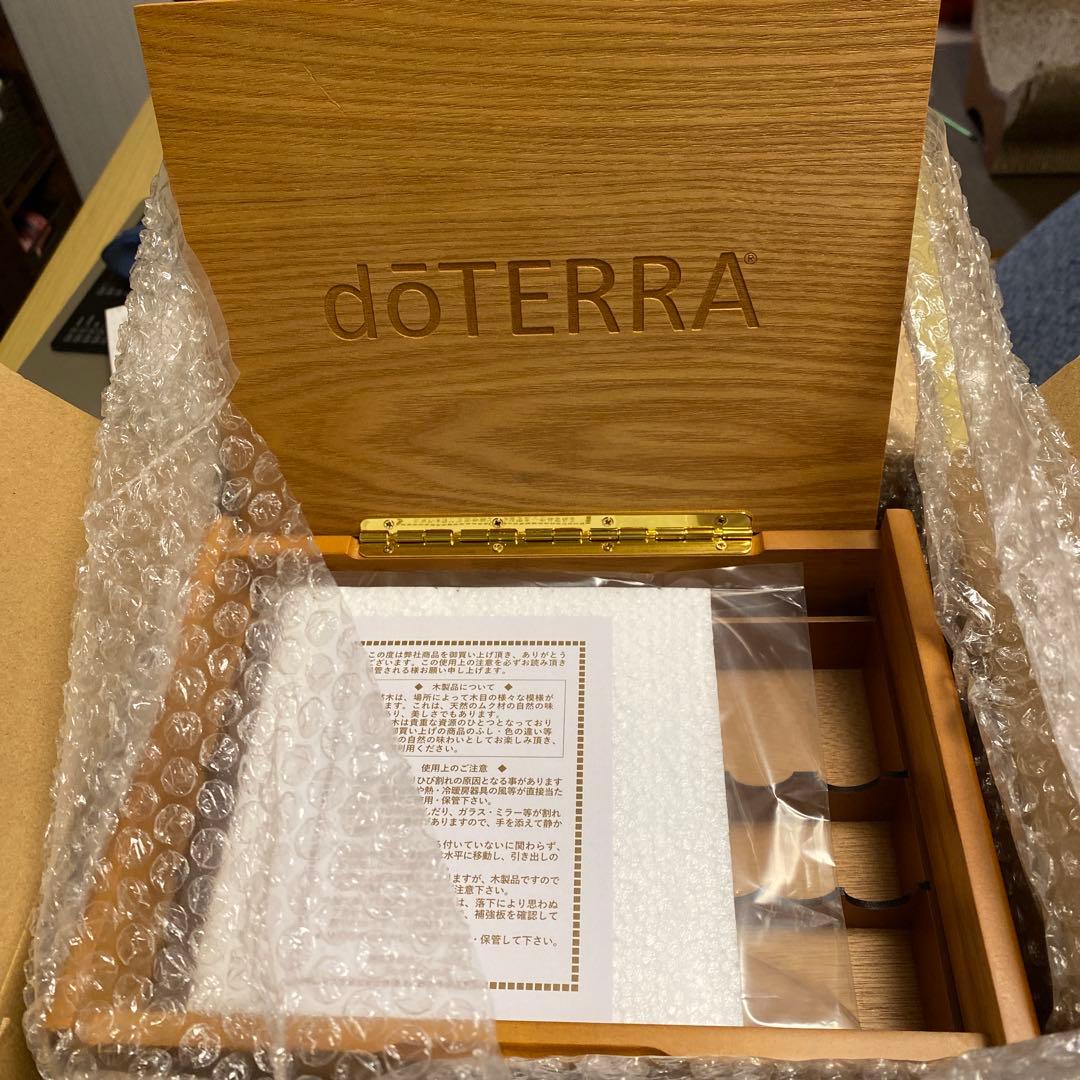 dōTERRA®
この度は弊社商品を御買い上げ頂き、ありがとう
ございます。この使用上の注意を必ずお読み頂き
保管される様お願い申し上げます。
◆ 木製品について ◆
然木は、場所によって木目の様々な模様が
ます。これは、天然のムク材の自然の味
あり、美しさでもあります。
木は貴重な資源のひとつとなっており
御買い上げの商品のふし・色の違い等
の自然の味わいとしてお楽しみ頂き、
利用ください。
使用上のご注意 ◆
ひび割れの原因となる事があります
や熱・冷暖房器具の風等が直接当た
用・保管下さい。
んだり、ガラス・ミラー等が割れ
がありますので、手を添えて静か
付いていないに関わらず、
水平に移動し、引き出しの
りますが、木製品ですので
注意下さい。
は、落下により思わぬ
、補強板を確認して
・保管して下さい。